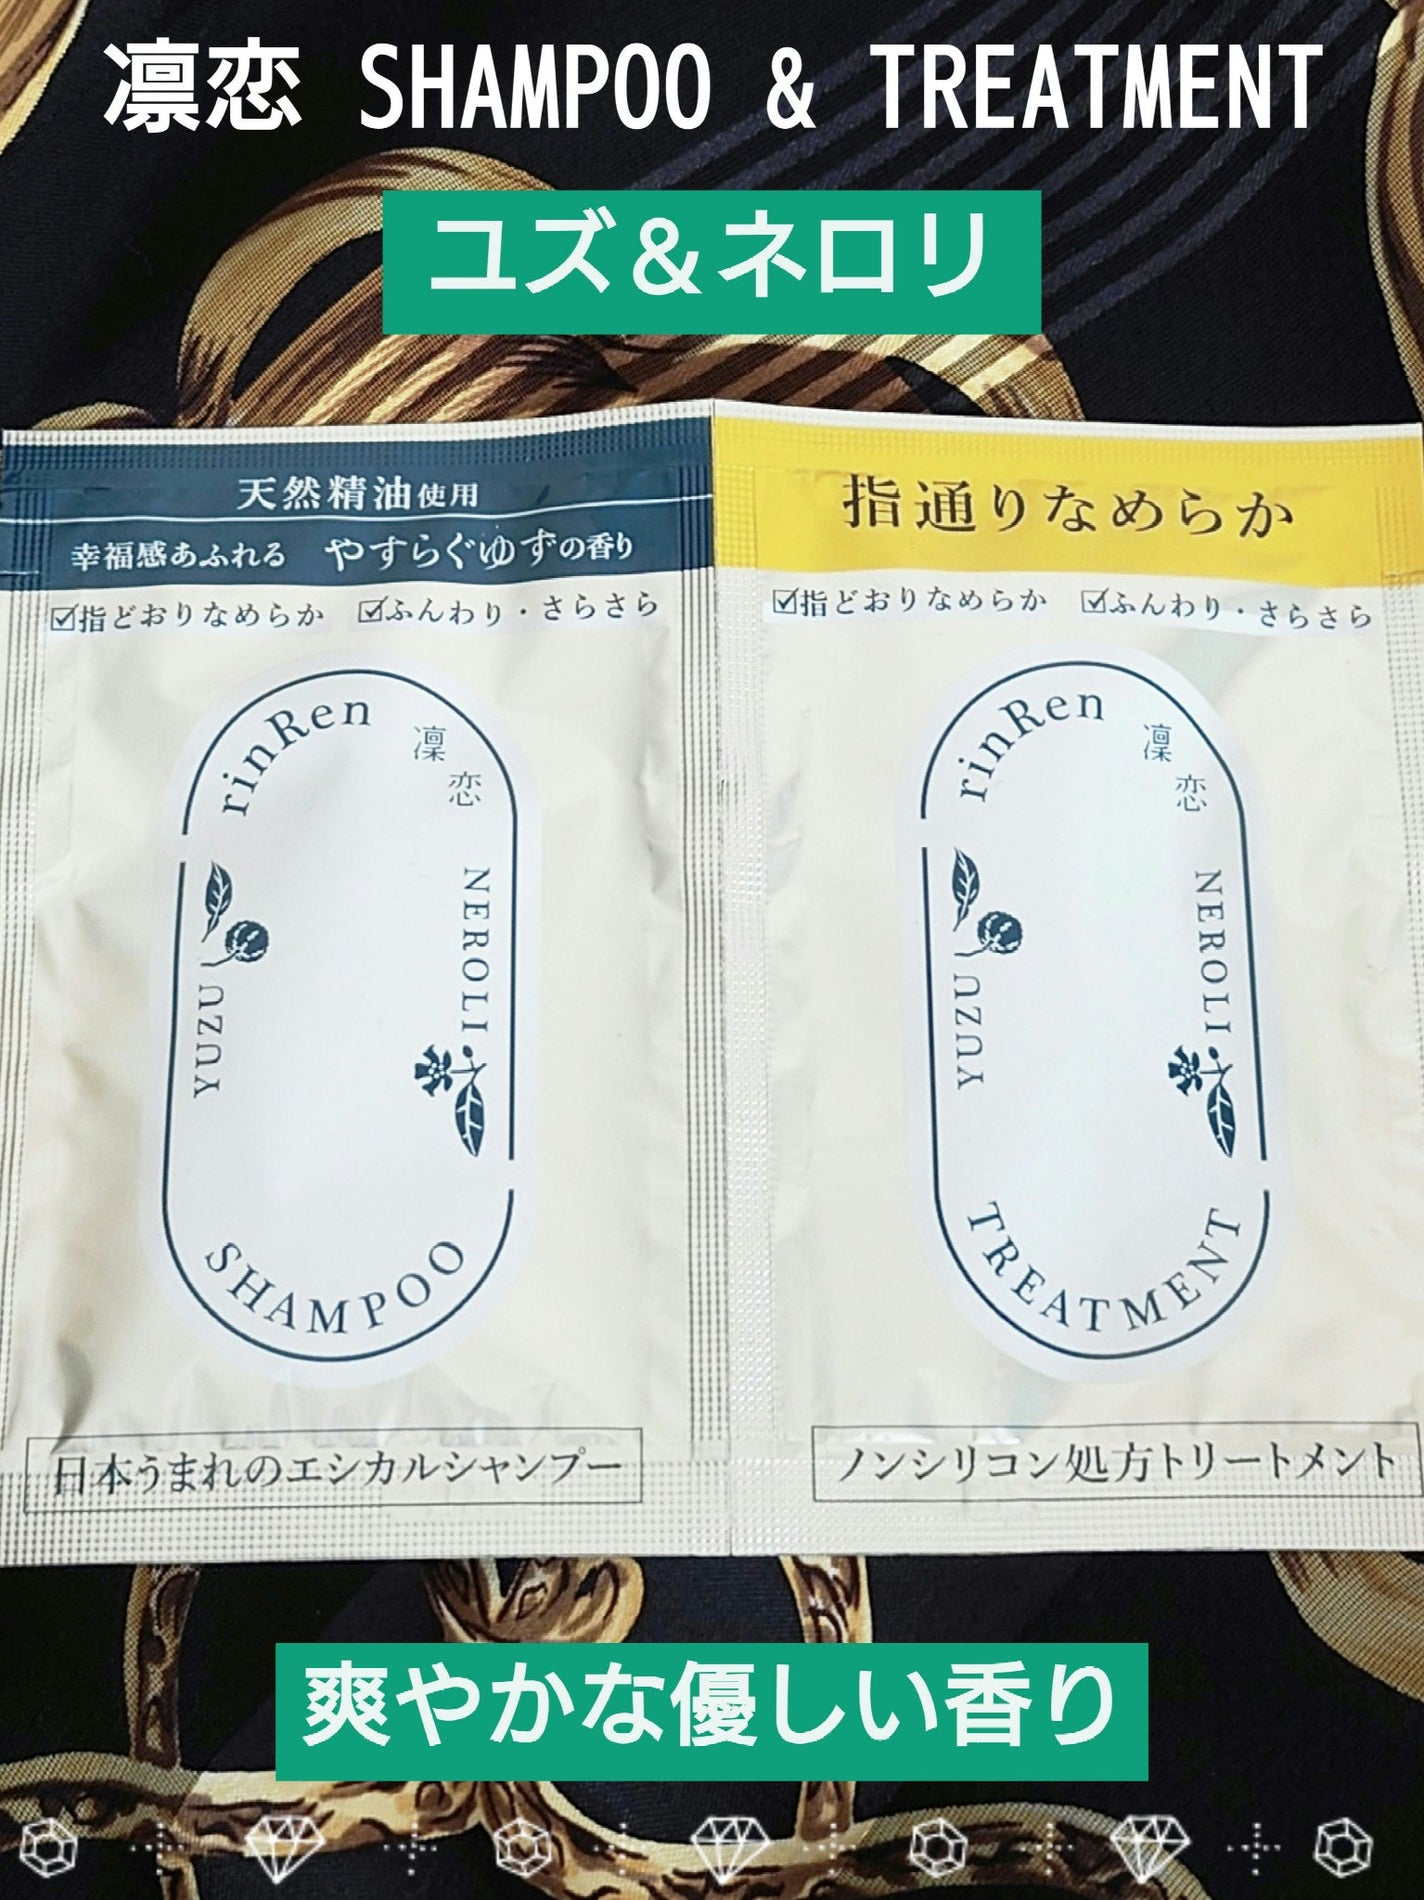 凛恋 SHAMPOO & TREATMENT
ユズ&ネロリ
天然精油使用
幸福感あふれる やすらぐゆずの香り
☑指どおりなめらか ☑ふんわり・さらさら
rinRen
凜恋
YUZU
NEROLI
SHAMPOO
日本うまれのエシカルシャンプー
指通りなめらか
☑指どおりなめらか ☑ふんわり・さらさら
rinRen
凜恋
YUZU
NEROLI
TREATMENT
ノンシリコン処方トリートメント
爽やかな優しい香り